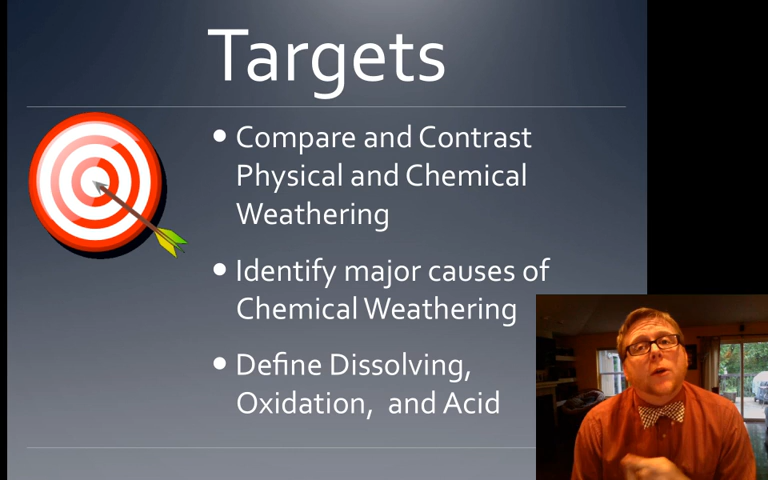 Targets
• Compare and Contrast
Physical and Chemical
Weathering
• Identify major causes of
Chemical Weathering
• Define Dissolving,
Oxidation, and Acid